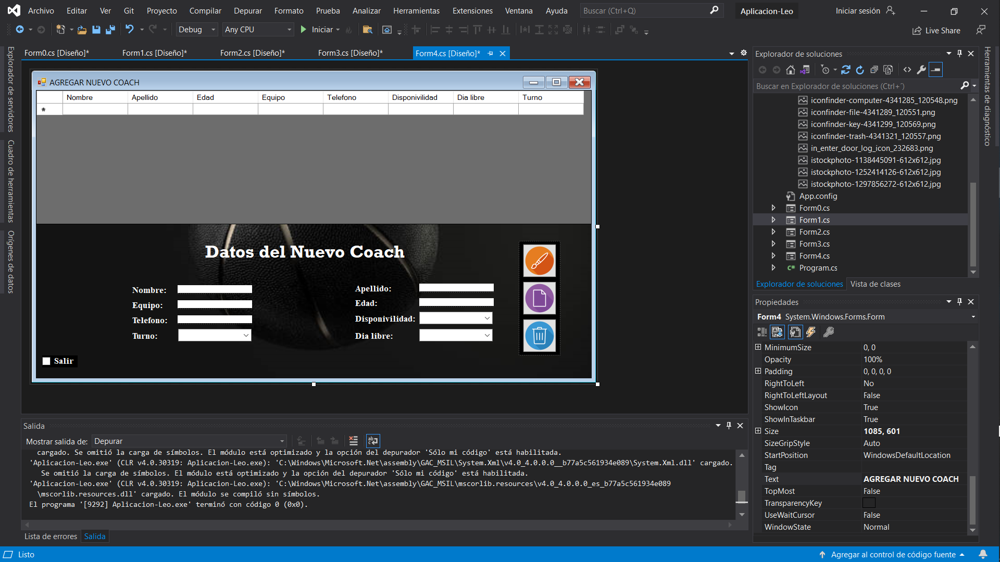 Archivo Editar Ver Git Proyecto Compilar Depurar Formato Prueba Analizar Herramientas Extensiones Ventana Ayuda Buscar (Ctrl+Q) Aplicacion-Leo Iniciar sesión
Debug Any CPU Iniciar Live Share
Explorador de servidores
Cuadro de herramientas
Orígenes de datos
Form0.cs [Diseño]* Form1.cs [Diseño]* Form2.cs [Diseño]* Form3.cs [Diseño]* Form4.cs [Diseño]*
AGREGAR NUEVO COACH
Nombre Apellido Edad Equipo Telefono Disponivilidad Dia libre Turno
*
Datos del Nuevo Coach
Nombre: Apellido:
Equipo: Edad:
Telefono: Disponivilidad:
Turno: Dia libre:
Salir
Salida
Mostrar salida de: Depurar
cargado. Se omitió la carga de símbolos. El módulo está optimizado y la opción del depurador 'Sólo mi código' está habilitada.
'Aplicacion-Leo.exe' (CLR v4.0.30319: Aplicacion-Leo.exe): 'C:\Windows\Microsoft.Net\assembly\GAC_MSIL\System.Xml\v4.0_4.0.0.0__b77a5c561934e089\System.Xml.dll' cargado.
Se omitió la carga de símbolos. El módulo está optimizado y la opción del depurador 'Sólo mi código' está habilitada.
'Aplicacion-Leo.exe' (CLR v4.0.30319: Aplicacion-Leo.exe): 'C:\Windows\Microsoft.Net\assembly\GAC_MSIL\mscorlib.resources\v4.0_4.0.0.0_es_b77a5c561934e089
\mscorlib.resources.dll' cargado. El módulo se compiló sin símbolos.
El programa '[9292] Aplicacion-Leo.exe' terminó con código 0 (0x0).
Lista de errores Salida
Explorador de soluciones
Buscar en Explorador de soluciones (Ctrl+´)
iconfinder-computer-4341285_120548.png
iconfinder-file-4341289_120551.png
iconfinder-key-4341299_120569.png
iconfinder-trash-4341321_120557.png
in_enter_door_log_icon_232683.png
istockphoto-1138445091-612x612.jpg
istockphoto-1252414126-612x612.jpg
istockphoto-1297856272-612x612.jpg
App.config
Form0.cs
Form1.cs
Form2.cs
Form3.cs
Form4.cs
C# Program.cs
Explorador de soluciones Vista de clases
Propiedades
Form4 System.Windows.Forms.Form
MinimumSize 0, 0
Opacity 100%
Padding 0, 0, 0, 0
RightToLeft No
RightToLeftLayout False
ShowIcon True
ShowInTaskbar True
Size 1085, 601
SizeGripStyle Auto
StartPosition WindowsDefaultLocation
Tag
Text AGREGAR NUEVO COACH
TopMost False
TransparencyKey
UseWaitCursor False
WindowState Normal
Herramientas de diagnóstico
Listo Agregar al control de código fuente